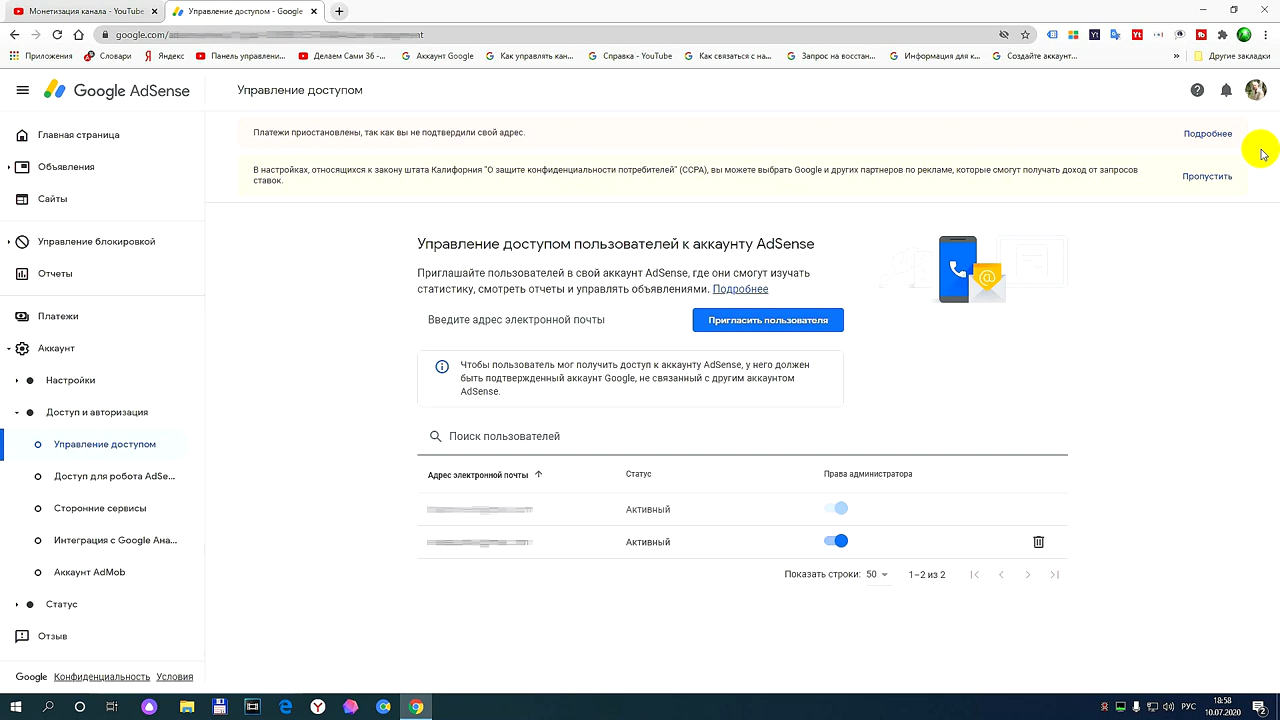 Монетизация канала - YouTube
Управление доступом - Google
google.com/
Приложения
Словари
Яндекс
Панель управлени...
Делаем Сами 36 -...
Аккаунт Google
Как управлять кан...
Справка - YouTube
Как связаться с на...
Запрос на восстан...
Информация для к...
Создайте аккаунт...
»
Другие закладки
Google AdSense
Управление доступом
Главная страница
Объявления
Сайты
Управление блокировкой
Отчеты
Платежи
Аккаунт
Настройки
Доступ и авторизация
Управление доступом
Доступ для робота AdSe...
Сторонние сервисы
Интеграция с Google Ана...
Аккаунт AdMob
Статус
Отзыв
Google Конфиденциальность Условия
Платежи приостановлены, так как вы не подтвердили свой адрес.
Подробнее
В настройках, относящихся к закону штата Калифорния "О защите конфиденциальности потребителей" (CCPA), вы можете выбрать Google и других партнеров по рекламе, которые смогут получать доход от запросов
ставок.
Пропустить
Управление доступом пользователей к аккаунту AdSense
Приглашайте пользователей в свой аккаунт AdSense, где они смогут изучать
статистику, смотреть отчеты и управлять объявлениями. Подробнее
Введите адрес электронной почты
Пригласить пользователя
Чтобы пользователь мог получить доступ к аккаунту AdSense, у него должен
быть подтвержденный аккаунт Google, не связанный с другим аккаунтом
AdSense.
Поиск пользователей
Адрес электронной почты
Статус
Права администратора
Активный
Активный
Показать строки: 50
1–2 из 2
РУС
18:58
10.07.2020